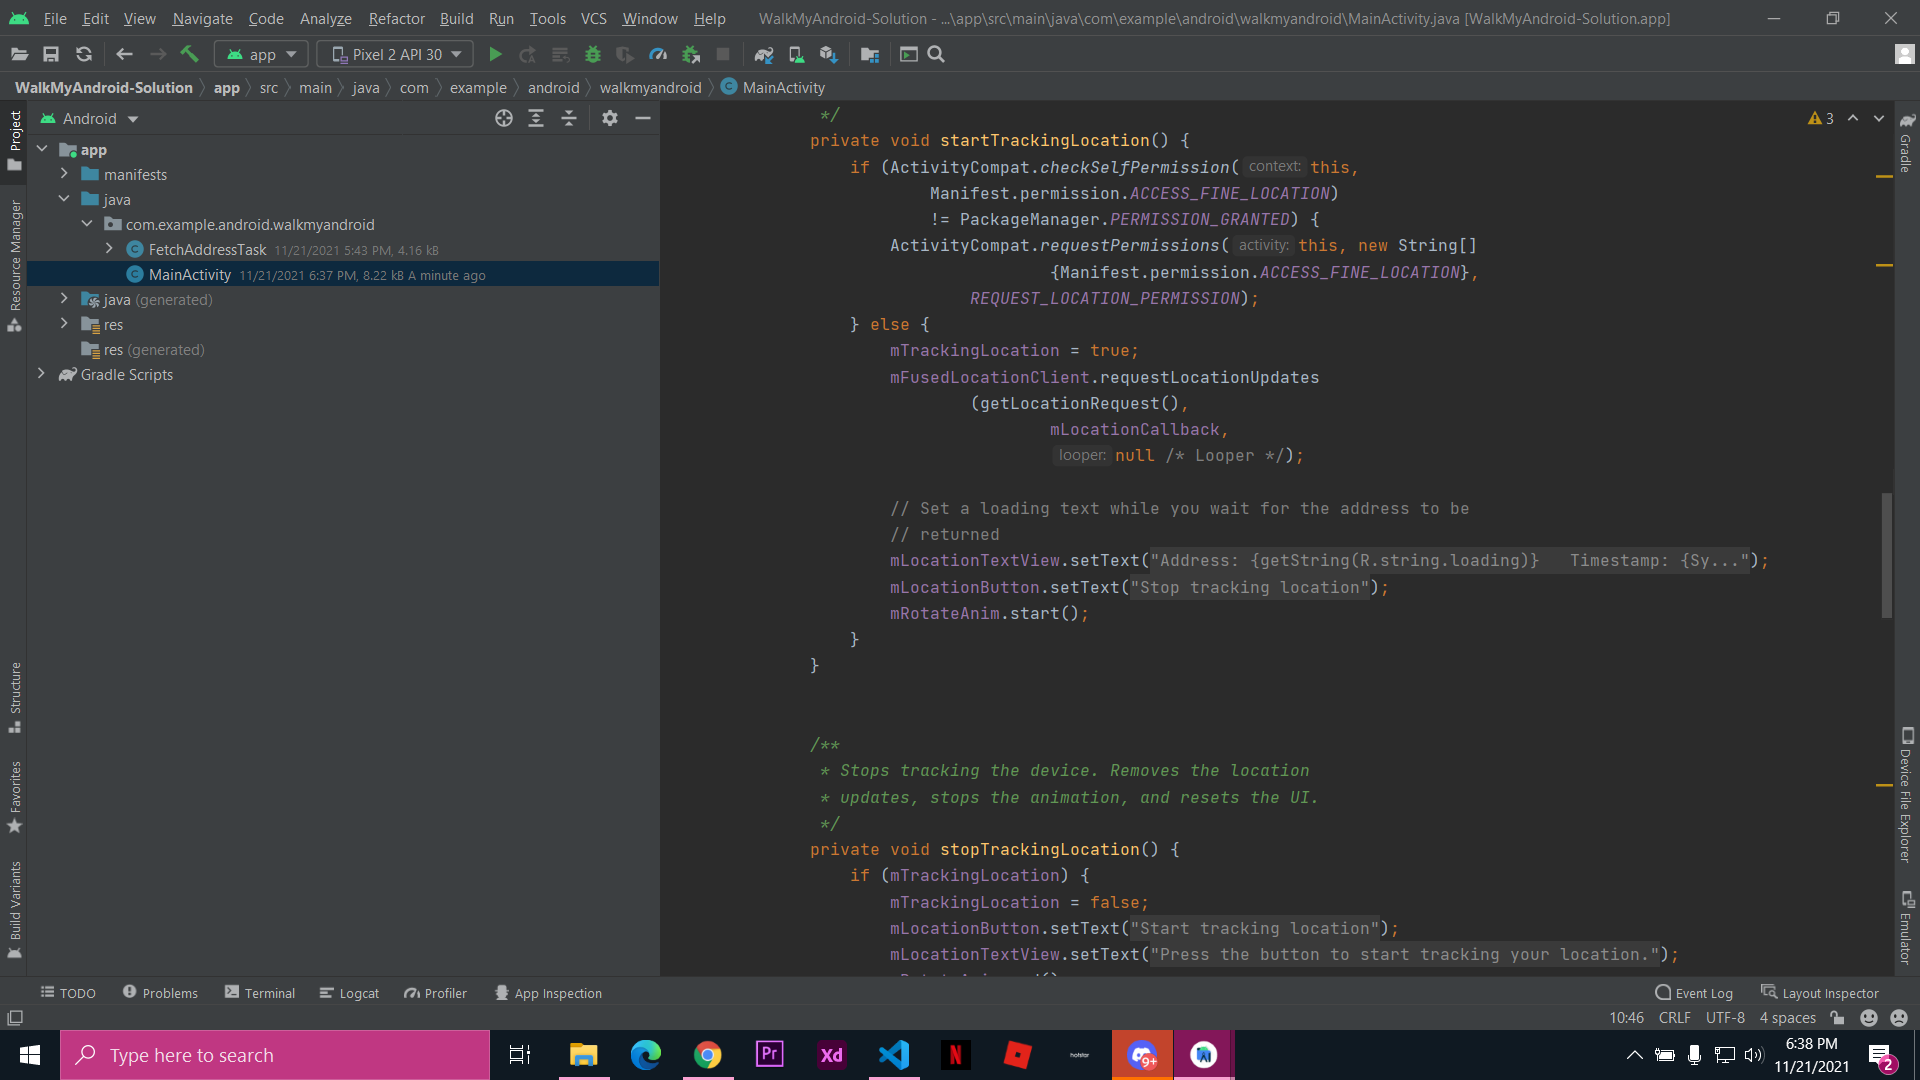 File Edit View Navigate Code Analyze Refactor Build Run Tools VCS Window Help WalkMyAndroid-Solution - ...\app\src\main\java\com\example\android\walkmyandroid\MainActivity.java [WalkMyAndroid-Solution.app]
app Pixel 2 API 30
WalkMyAndroid-Solution app src main java com example android walkmyandroid MainActivity
Project
Resource Manager
Structure
Favorites
Build Variants
Android
app
manifests
java
com.example.android.walkmyandroid
FetchAddressTask 11/21/2021 5:43 PM, 4.16 kB
MainActivity 11/21/2021 6:37 PM, 8.22 kB A minute ago
java (generated)
res
res (generated)
Gradle Scripts
3
*/
private void startTrackingLocation() {
if (ActivityCompat.checkSelfPermission( context: this,
Manifest.permission.ACCESS_FINE_LOCATION)
!= PackageManager.PERMISSION_GRANTED) {
ActivityCompat.requestPermissions( activity: this, new String[]
{Manifest.permission.ACCESS_FINE_LOCATION},
REQUEST_LOCATION_PERMISSION);
} else {
mTrackingLocation = true;
mFusedLocationClient.requestLocationUpdates
(getLocationRequest(),
mLocationCallback,
looper: null /* Looper */);
// Set a loading text while you wait for the address to be
// returned
mLocationTextView.setText("Address: {getString(R.string.loading)} Timestamp: {Sy...");
mLocationButton.setText("Stop tracking location");
mRotateAnim.start();
}
}
/**
* Stops tracking the device. Removes the location
* updates, stops the animation, and resets the UI.
*/
private void stopTrackingLocation() {
if (mTrackingLocation) {
mTrackingLocation = false;
mLocationButton.setText("Start tracking location");
mLocationTextView.setText("Press the button to start tracking your location.");
Gradle
Device File Explorer
Emulator
TODO Problems Terminal Logcat Profiler App Inspection Event Log Layout Inspector
10:46 CRLF UTF-8 4 spaces
Type here to search
Pr
Xd
N
hotstar
9+
6:38 PM
11/21/2021
2